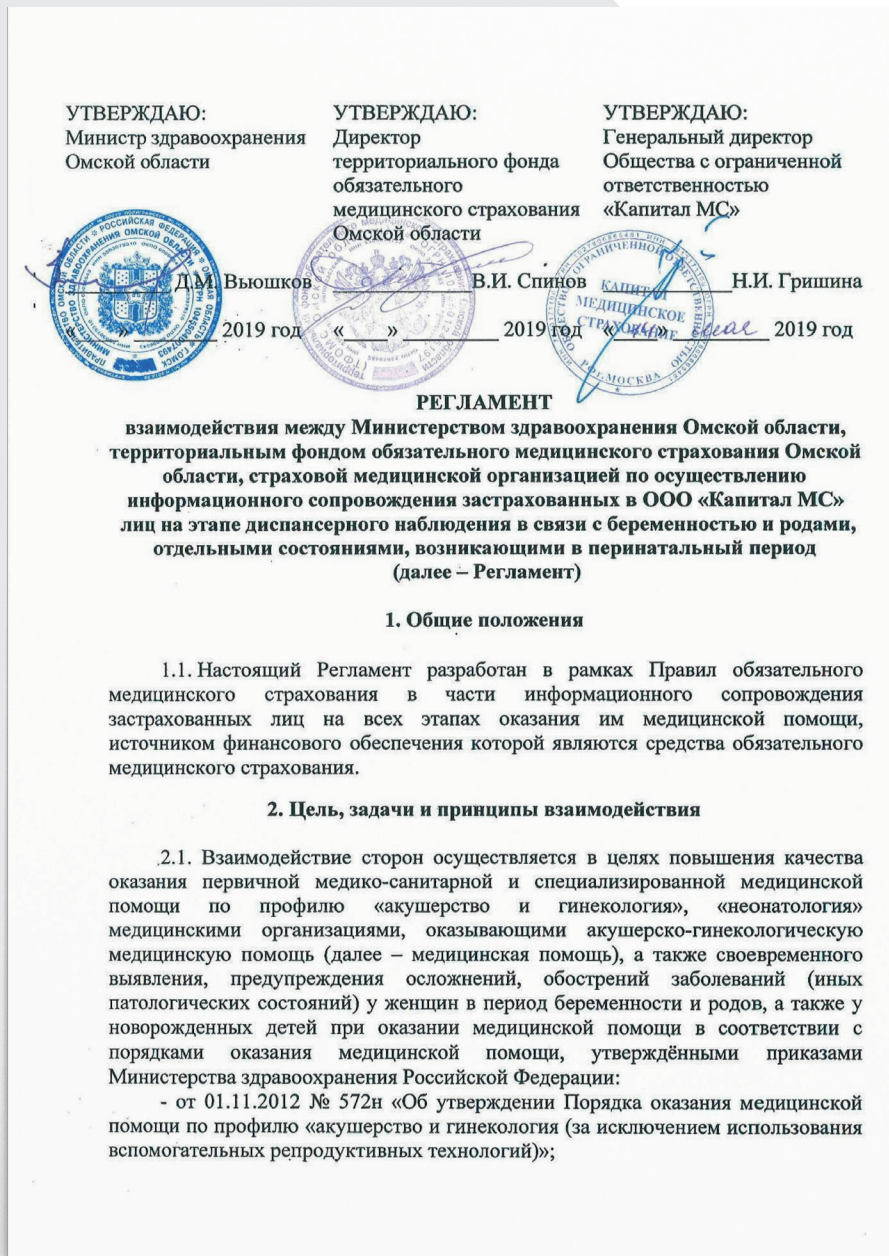 УТВЕРЖДАЮ:
Министр здравоохранения
Омской области
Д.М. Вьюшков
«    » ________ 2019 год
УТВЕРЖДАЮ:
Директор
территориального фонда
обязательного
медицинского страхования
Омской области
В.И. Спинов
«    » ________ 2019 год
УТВЕРЖДАЮ:
Генеральный директор
Общества с ограниченной
ответственностью
«Капитал МС»
Н.И. Гришина
«    » мая 2019 год
РОССИЙСКАЯ ФЕДЕРАЦИЯ
КАПИТАЛ
МЕДИЦИНСКОЕ
СТРАХОВАНИЕ
МОСКВА
РЕГЛАМЕНТ
взаимодействия между Министерством здравоохранения Омской области,
территориальным фондом обязательного медицинского страхования Омской
области, страховой медицинской организацией по осуществлению
информационного сопровождения застрахованных в ООО «Капитал МС»
лиц на этапе диспансерного наблюдения в связи с беременностью и родами,
отдельными состояниями, возникающими в перинатальный период
(далее – Регламент)
1. Общие положения
1.1. Настоящий Регламент разработан в рамках Правил обязательного
медицинского страхования в части информационного сопровождения
застрахованных лиц на всех этапах оказания им медицинской помощи,
источником финансового обеспечения которой являются средства обязательного
медицинского страхования.
2. Цель, задачи и принципы взаимодействия
2.1. Взаимодействие сторон осуществляется в целях повышения качества
оказания первичной медико-санитарной и специализированной медицинской
помощи по профилю «акушерство и гинекология», «неонатология»
медицинскими организациями, оказывающими акушерско-гинекологическую
медицинскую помощь (далее – медицинская помощь), а также своевременного
выявления, предупреждения осложнений, обострений заболеваний (иных
патологических состояний) у женщин в период беременности и родов, а также у
новорожденных детей при оказании медицинской помощи в соответствии с
порядками оказания медицинской помощи, утверждёнными приказами
Министерства здравоохранения Российской Федерации:
- от 01.11.2012 № 572н «Об утверждении Порядка оказания медицинской
помощи по профилю «акушерство и гинекология (за исключением использования
вспомогательных репродуктивных технологий)»;